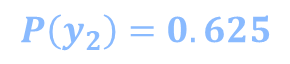 P(y₂) = 0.625